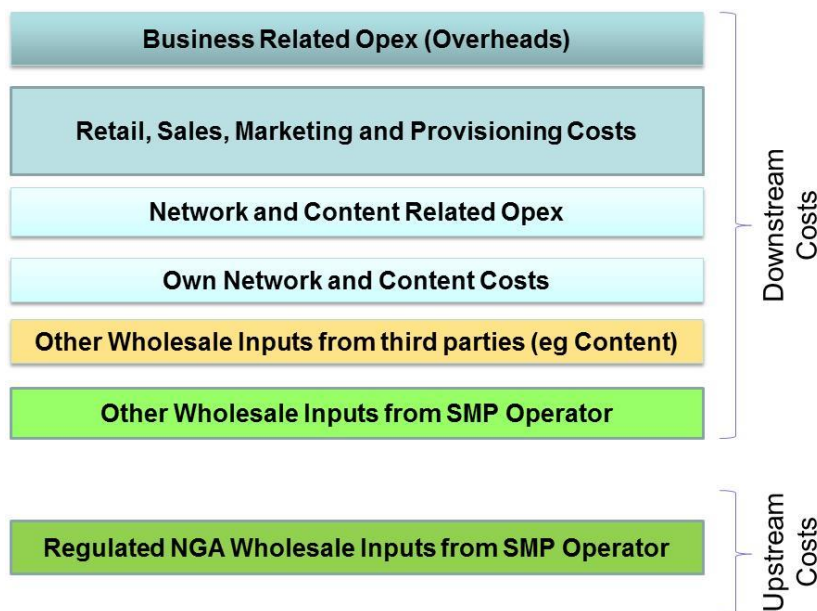 Business Related Opex (Overheads)
Retail, Sales, Marketing and Provisioning Costs
Network and Content Related Opex
Own Network and Content Costs
Other Wholesale Inputs from third parties (eg Content)
Other Wholesale Inputs from SMP Operator
Downstream
Costs
Regulated NGA Wholesale Inputs from SMP Operator
Upstream
Costs